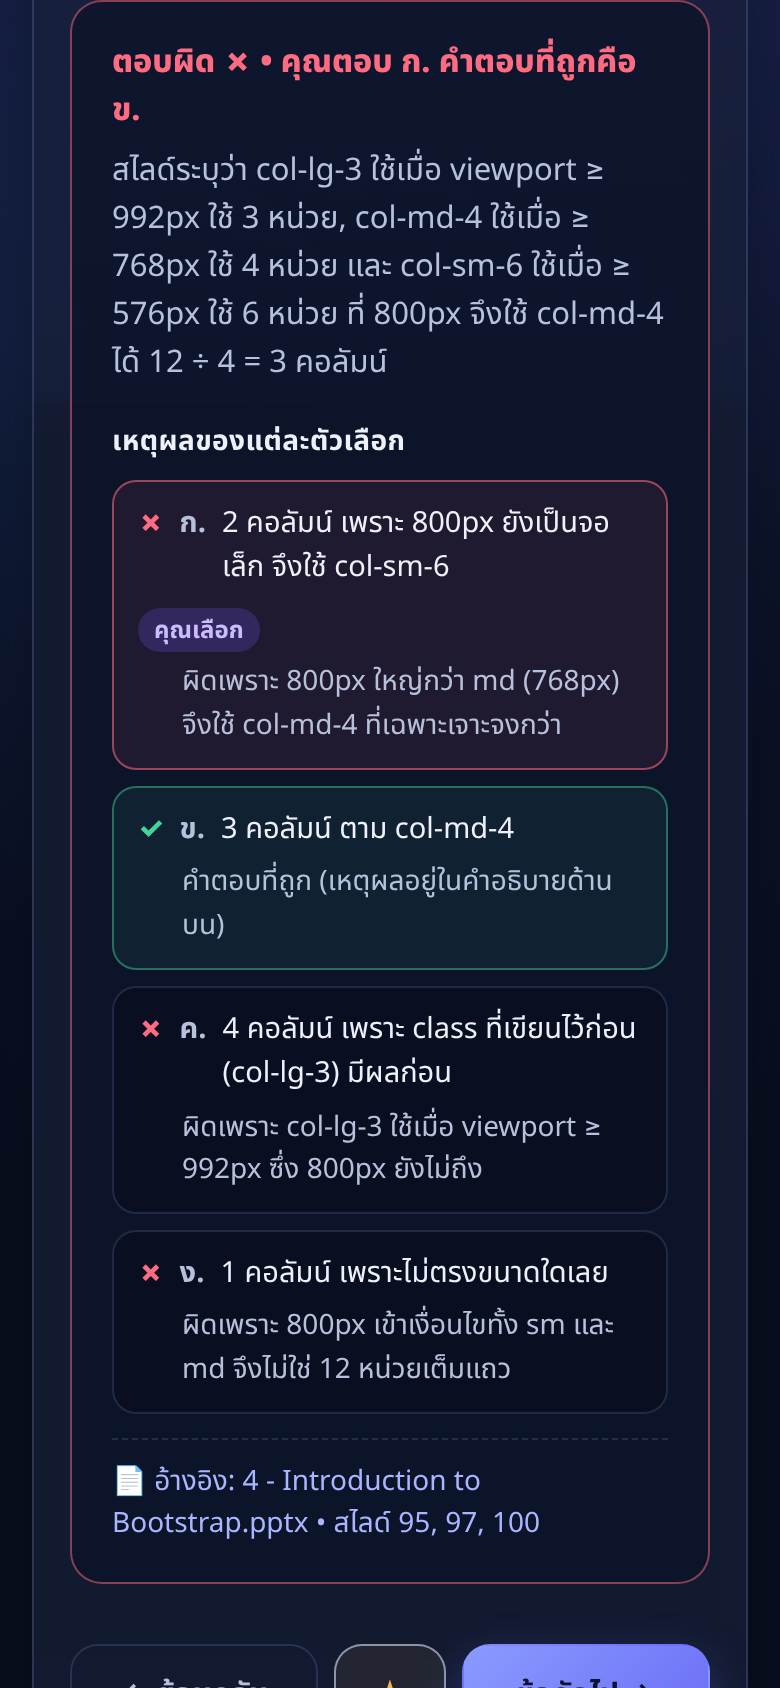 ตอบผิด ✕ • คุณตอบ ก. คำตอบที่ถูกคือ
ข.
สไลด์ระบุว่า col-lg-3 ใช้เมื่อ viewport ≥
992px ใช้ 3 หน่วย, col-md-4 ใช้เมื่อ ≥
768px ใช้ 4 หน่วย และ col-sm-6 ใช้เมื่อ ≥
576px ใช้ 6 หน่วย ที่ 800px จึงใช้ col-md-4
ได้ 12 ÷ 4 = 3 คอลัมน์
เหตุผลของแต่ละตัวเลือก
✕ ก. 2 คอลัมน์ เพราะ 800px ยังเป็นจอ
เล็ก จึงใช้ col-sm-6
คุณเลือก
ผิดเพราะ 800px ใหญ่กว่า md (768px)
จึงใช้ col-md-4 ที่เฉพาะเจาะจงกว่า
✓ ข. 3 คอลัมน์ ตาม col-md-4
คำตอบที่ถูก (เหตุผลอยู่ในคำอธิบายด้าน
บน)
✕ ค. 4 คอลัมน์ เพราะ class ที่เขียนไว้ก่อน
(col-lg-3) มีผลก่อน
ผิดเพราะ col-lg-3 ใช้เมื่อ viewport ≥
992px ซึ่ง 800px ยังไม่ถึง
✕ ง. 1 คอลัมน์ เพราะไม่ตรงขนาดใดเลย
ผิดเพราะ 800px เข้าเงื่อนไขทั้ง sm และ
md จึงไม่ใช่ 12 หน่วยเต็มแถว
📄 อ้างอิง: 4 - Introduction to
Bootstrap.pptx • สไลด์ 95, 97, 100